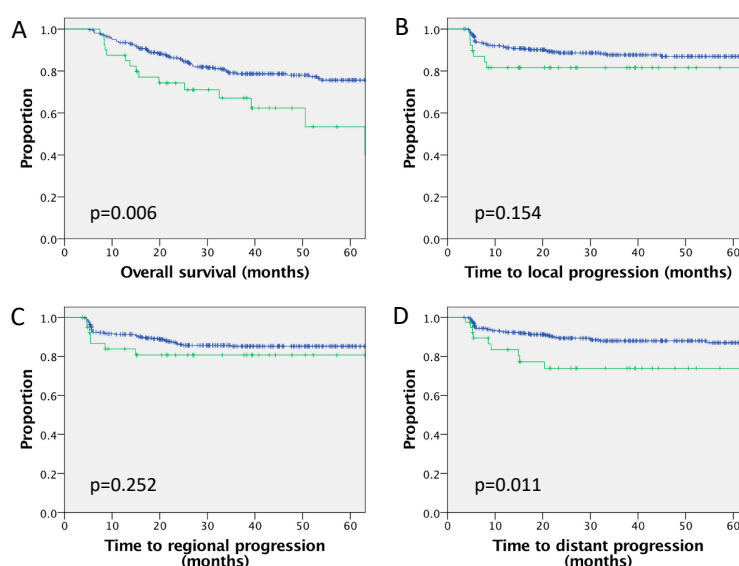 A
Proportion
1.0
0.8
0.6
0.4
0.2
0.0
p=0.006
0 10 20 30 40 50 60
Overall survival (months)
B
Proportion
1.0
0.8
0.6
0.4
0.2
0.0
p=0.154
0 10 20 30 40 50 60
Time to local progression (months)
C
Proportion
1.0
0.8
0.6
0.4
0.2
0.0
p=0.252
0 10 20 30 40 50 60
Time to regional progression
(months)
D
Proportion
1.0
0.8
0.6
0.4
0.2
0.0
p=0.011
0 10 20 30 40 50 60
Time to distant progression
(months)